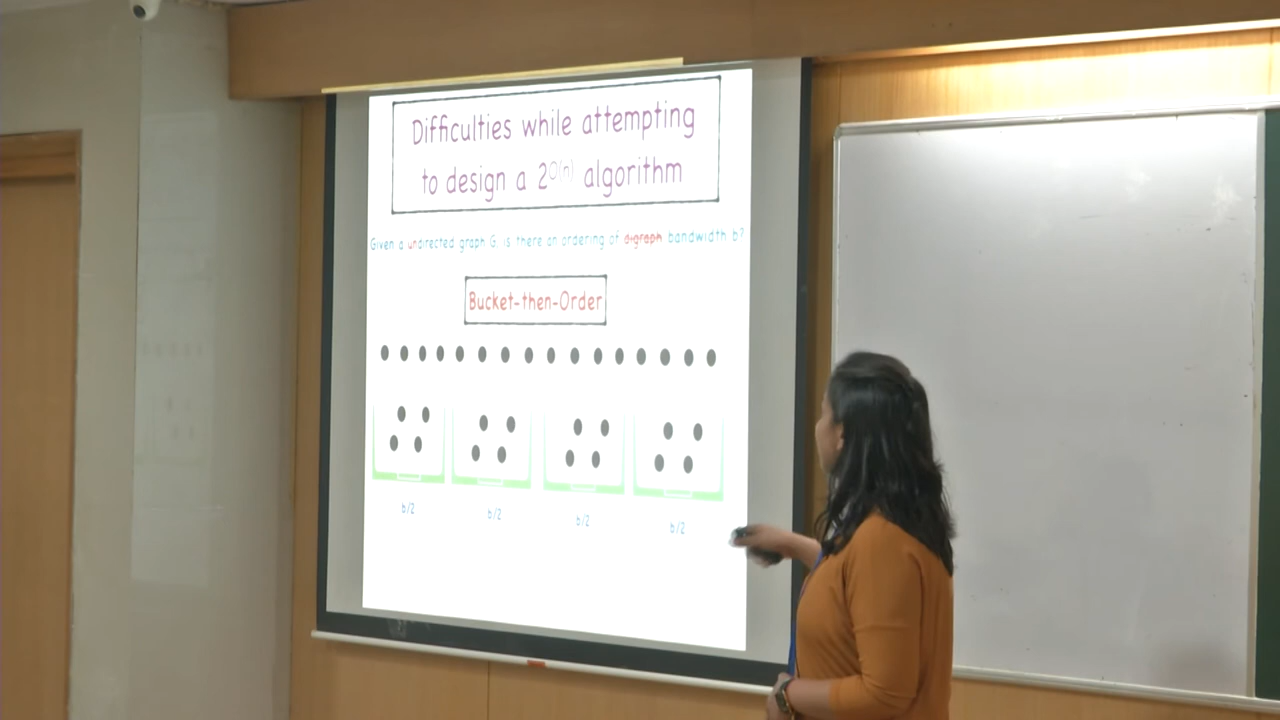 Difficulties while attempting
to design a 2^O(n) algorithm
Given a undirected graph G, is there an ordering of digraph bandwidth b?
Bucket-then-Order
b/2 b/2 b/2 b/2